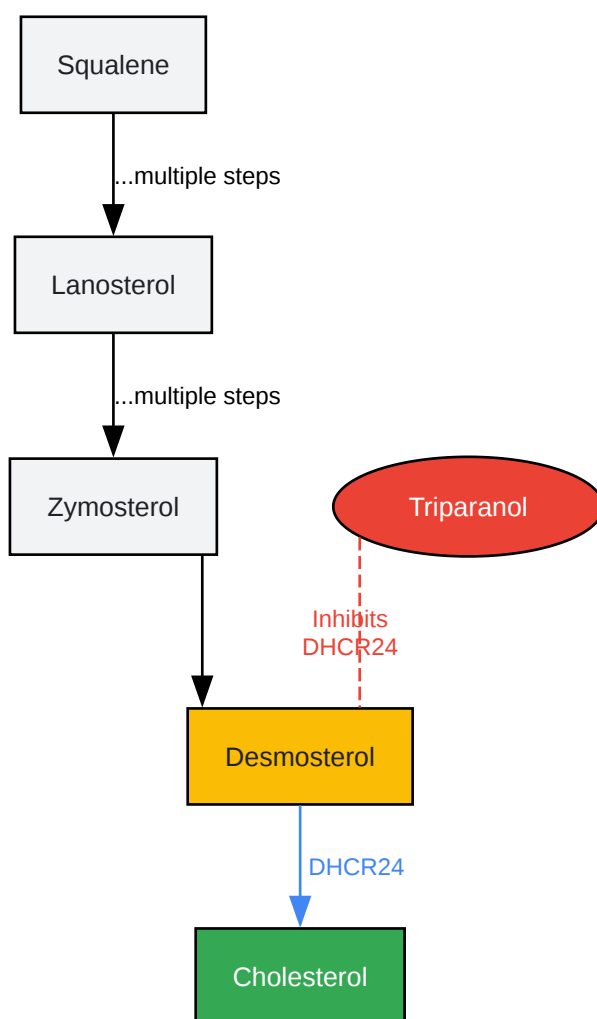 Squalene
...multiple steps
Lanosterol
...multiple steps
Zymosterol
Triparanol
Inhibits
DHCR24
Desmosterol
DHCR24
Cholesterol